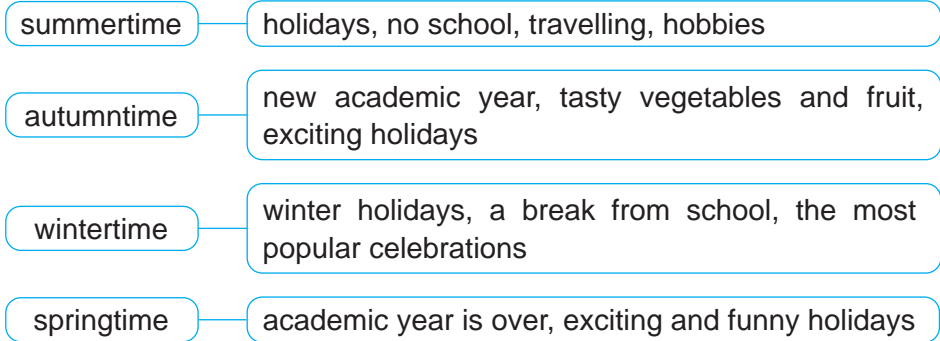 summertime holidays, no school, travelling, hobbies
autumntime new academic year, tasty vegetables and fruit,
exciting holidays
wintertime winter holidays, a break from school, the most
popular celebrations
springtime academic year is over, exciting and funny holidays